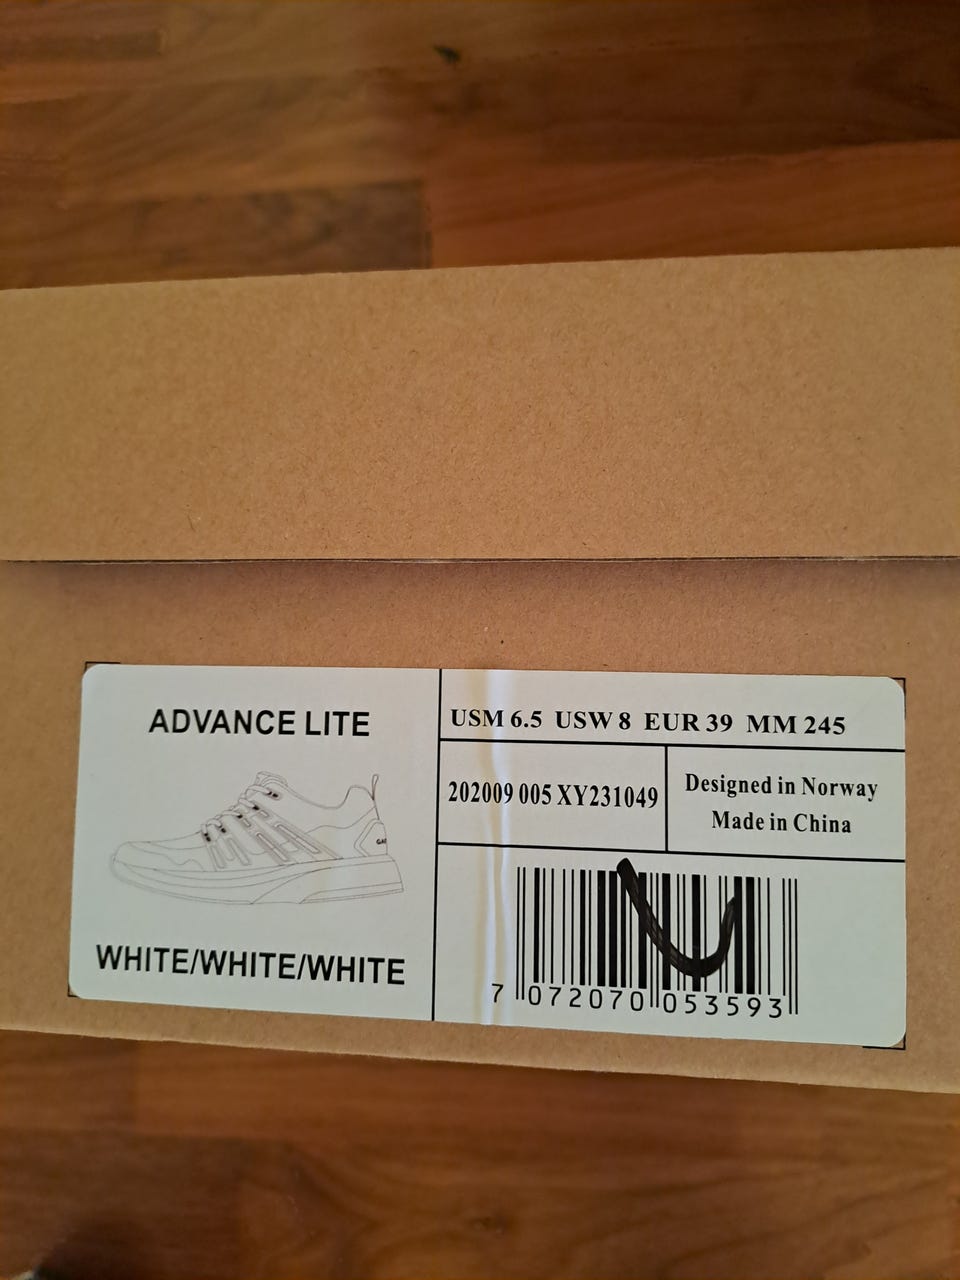 ADVANCE LITE
WHITE/WHITE/WHITE
USM 6.5 USW 8 EUR 39 MM 245
202009 005 XY231049
Designed in Norway
Made in China
7 072070 053593